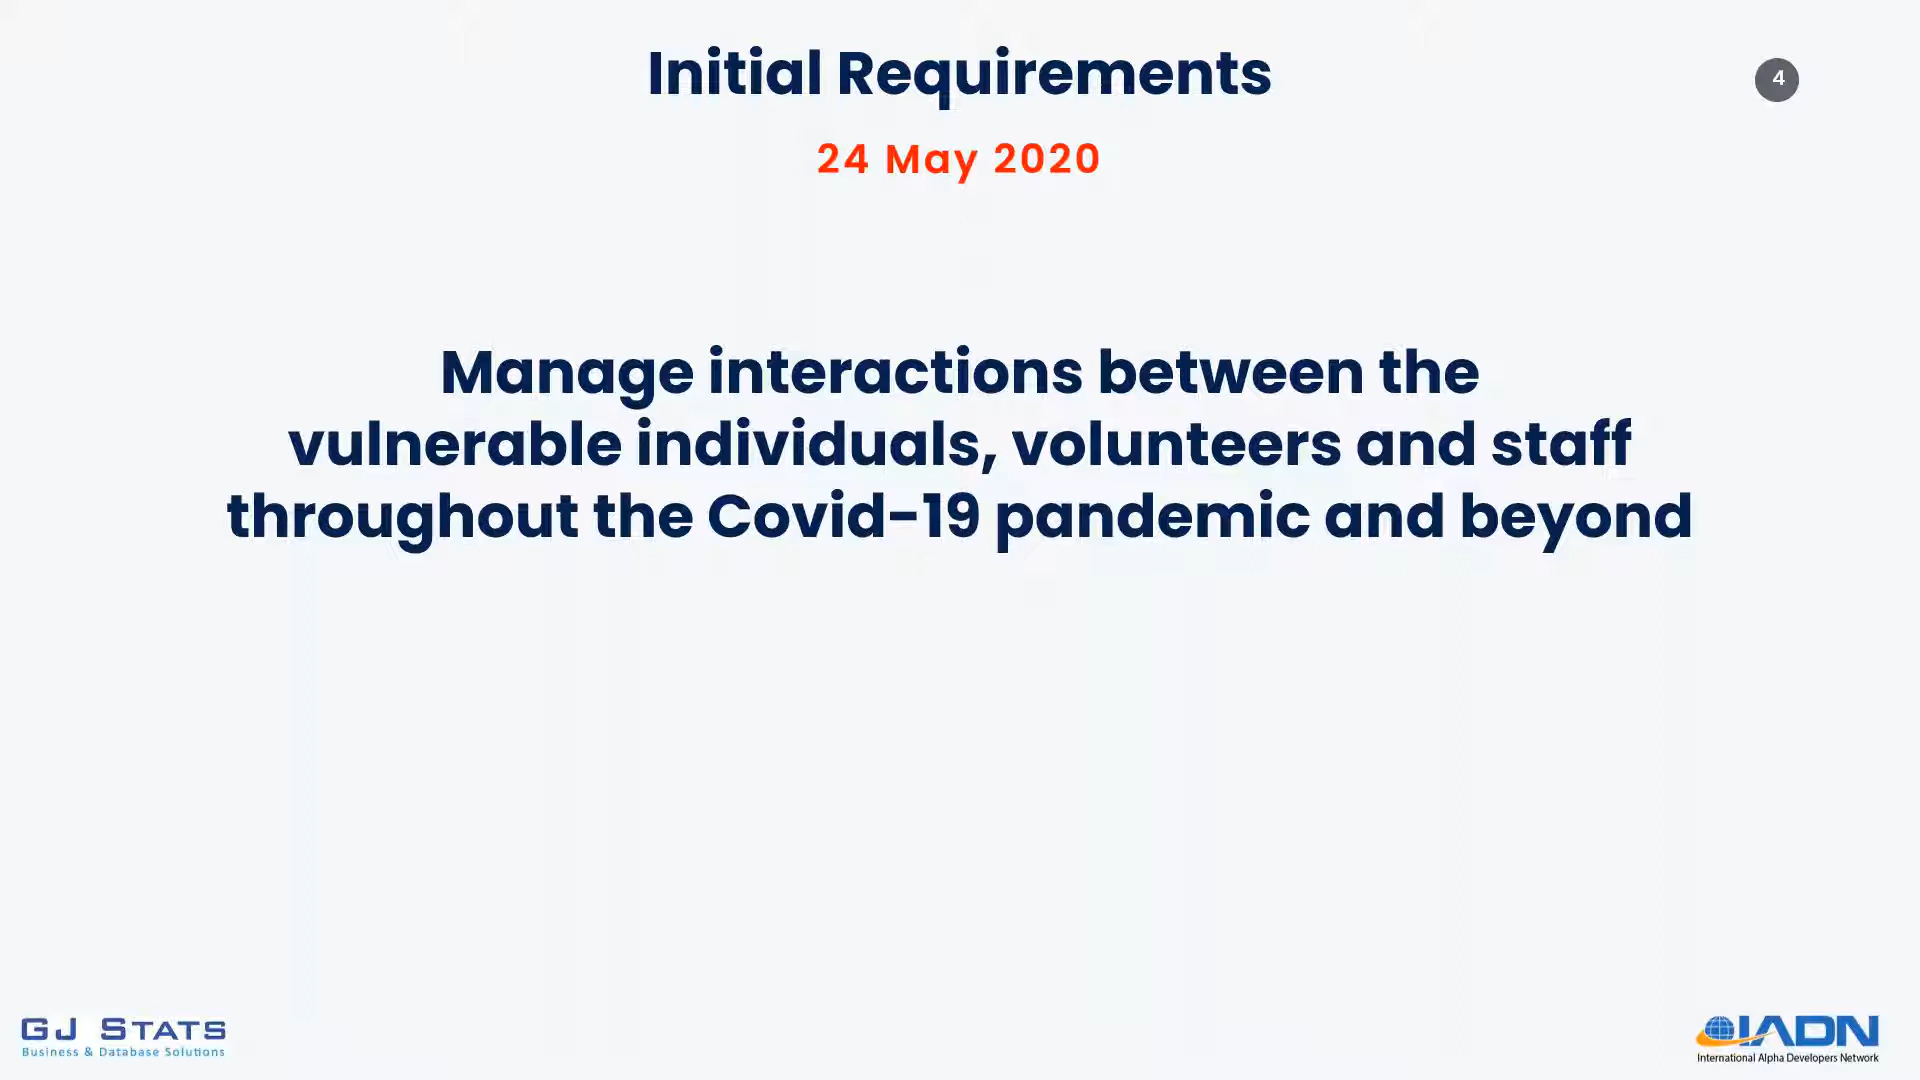 Initial Requirements
4
24 May 2020
Manage interactions between the
vulnerable individuals, volunteers and staff
throughout the Covid-19 pandemic and beyond
GJ STATS
Business & Database Solutions
IADN
International Alpha Developers Network